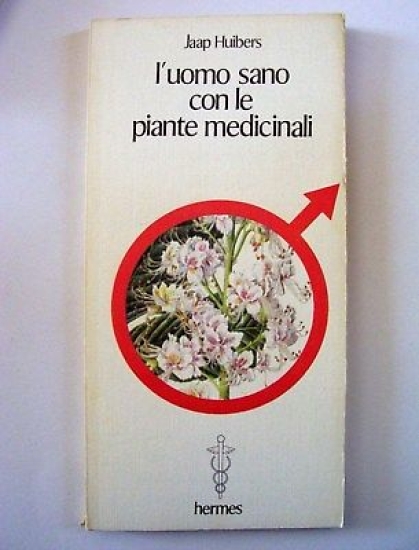 Jaap Huibers
l'uomo sano
con le
piante medicinali
hermes